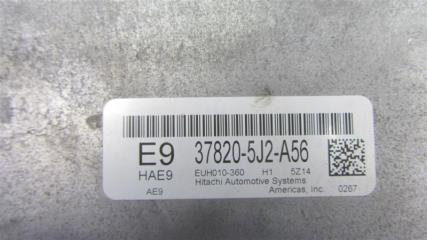 E9 37820-5J2-A56
HAE9 EUH010-360 H1 5Z14
Hitachi Automotive Systems
AE9 Americas, Inc. 0267